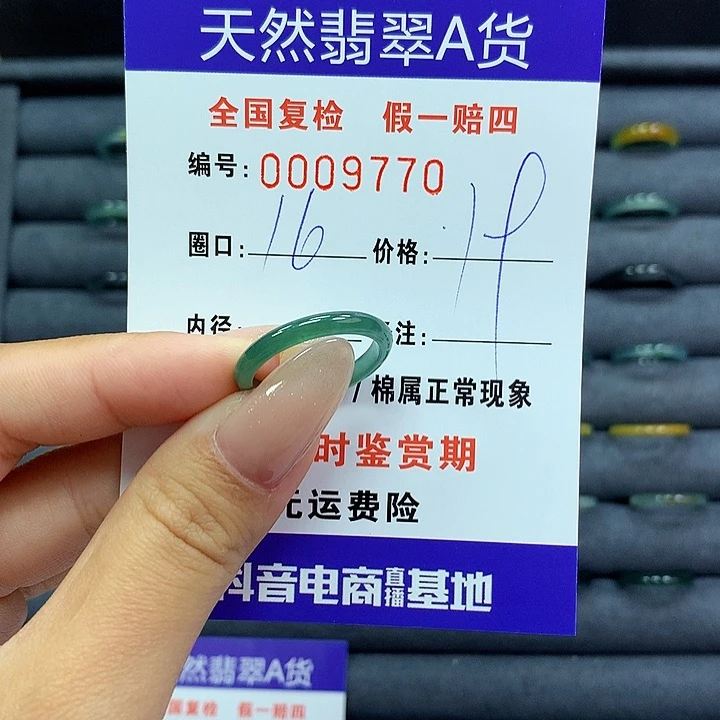 天然翡翠A货
全国复检 假一赔四
编号: 0009770
圈口: 16 价格: 19
内径: 注:
/棉属正常现象
时鉴赏期
无运费险
抖音电商直播基地
天然翡翠A货
国复检 假一赔四